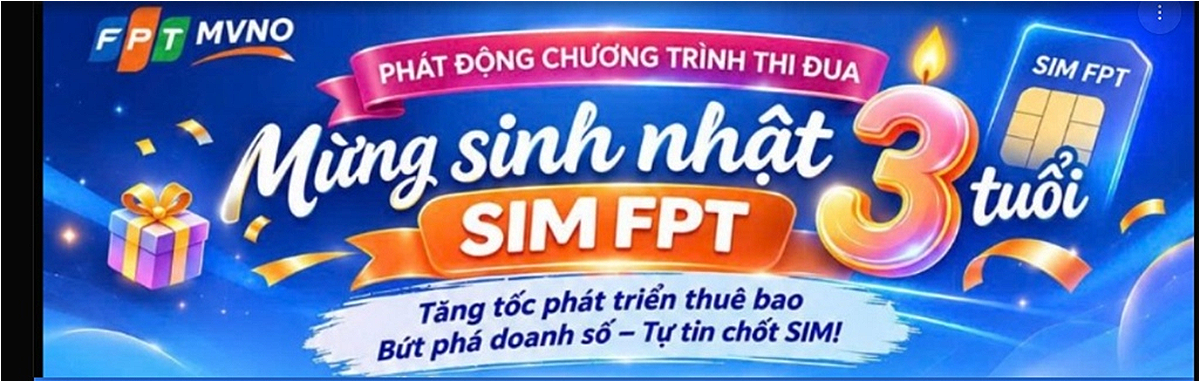 FPT MVNO
PHÁT ĐỘNG CHƯƠNG TRÌNH THI ĐUA
SIM FPT
Mừng sinh nhật 3 tuổi
SIM FPT
Tăng tốc phát triển thuê bao
Bứt phá doanh số – Tự tin chốt SIM!